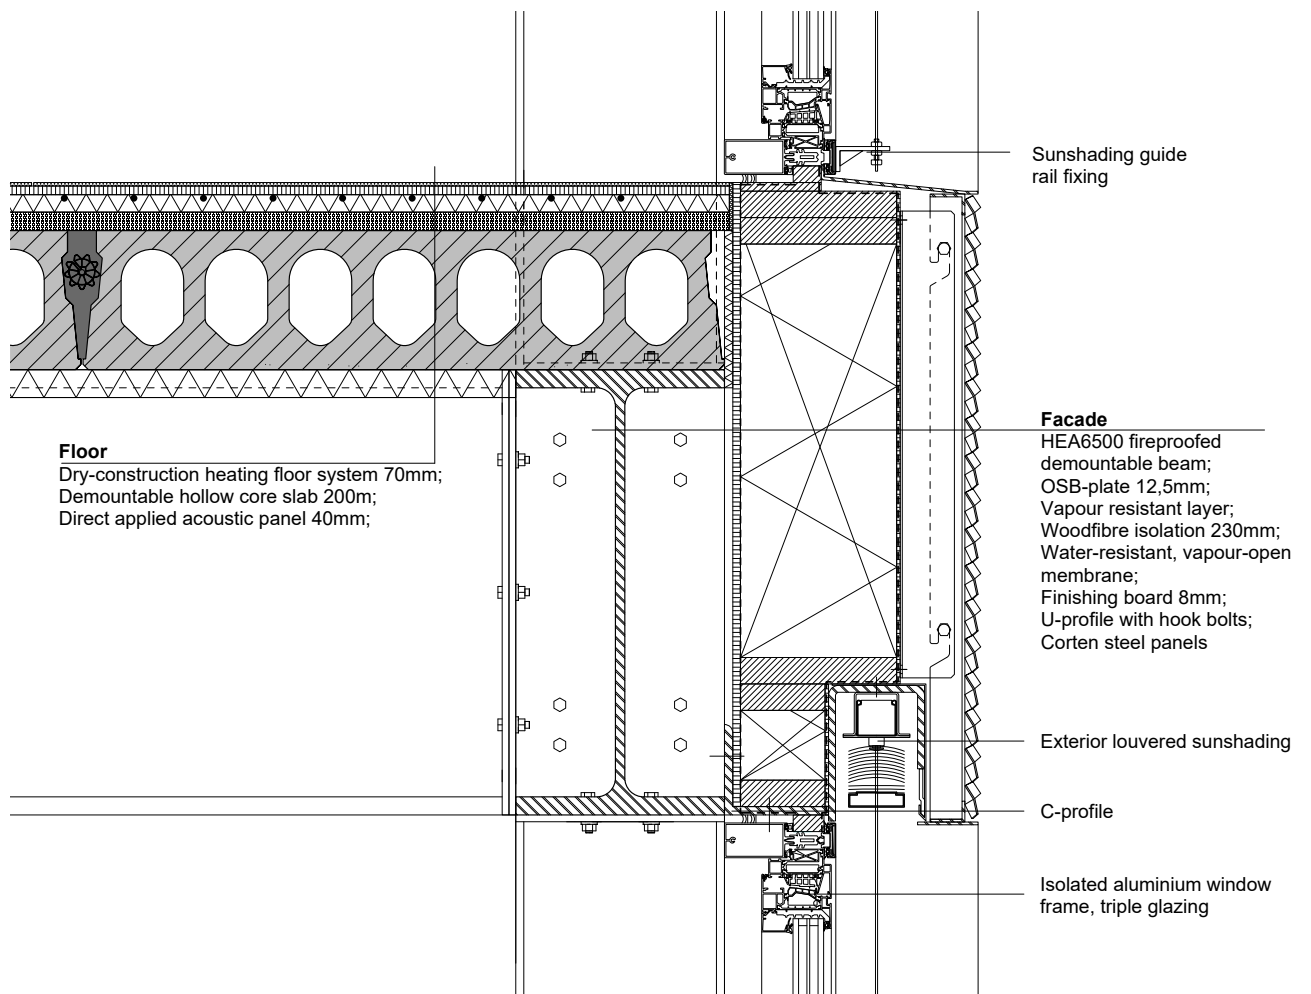 Sunshading guide
rail fixing
Facade
HEA6500 fireproofed
demountable beam;
OSB-plate 12,5mm;
Vapour resistant layer;
Woodfibre isolation 230mm;
Water-resistant, vapour-open
membrane;
Finishing board 8mm;
U-profile with hook bolts;
Corten steel panels
Floor
Dry-construction heating floor system 70mm;
Demountable hollow core slab 200m;
Direct applied acoustic panel 40mm;
Exterior louvered sunshading
C-profile
Isolated aluminium window
frame, triple glazing